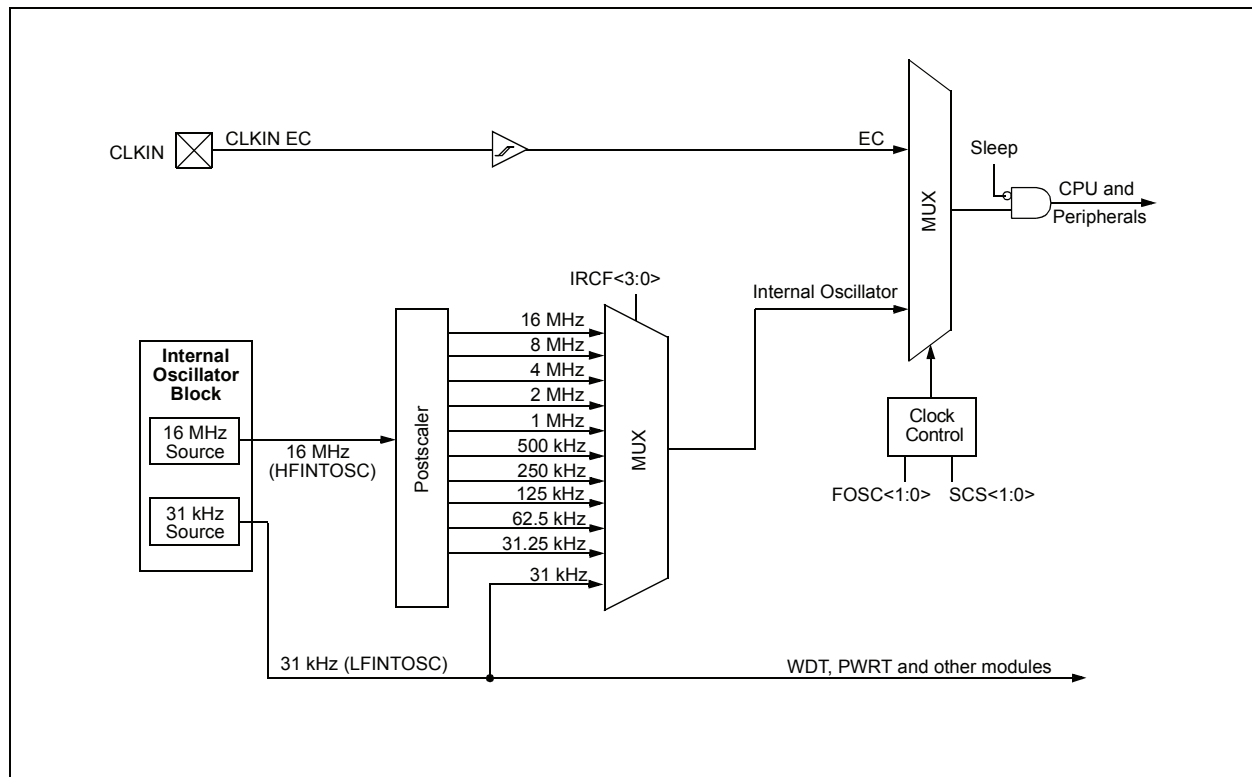 CLKIN
CLKIN EC
EC
MUX
Sleep
CPU and
Peripherals
IRCF<3:0>
Internal Oscillator
Internal
Oscillator
Block
16 MHz
Source
31 kHz
Source
16 MHz
(HFINTOSC)
Postscaler
16 MHz
8 MHz
4 MHz
2 MHz
1 MHz
500 kHz
250 kHz
125 kHz
62.5 kHz
31.25 kHz
31 kHz
MUX
Clock
Control
FOSC<1:0>
SCS<1:0>
31 kHz (LFINTOSC)
WDT, PWRT and other modules